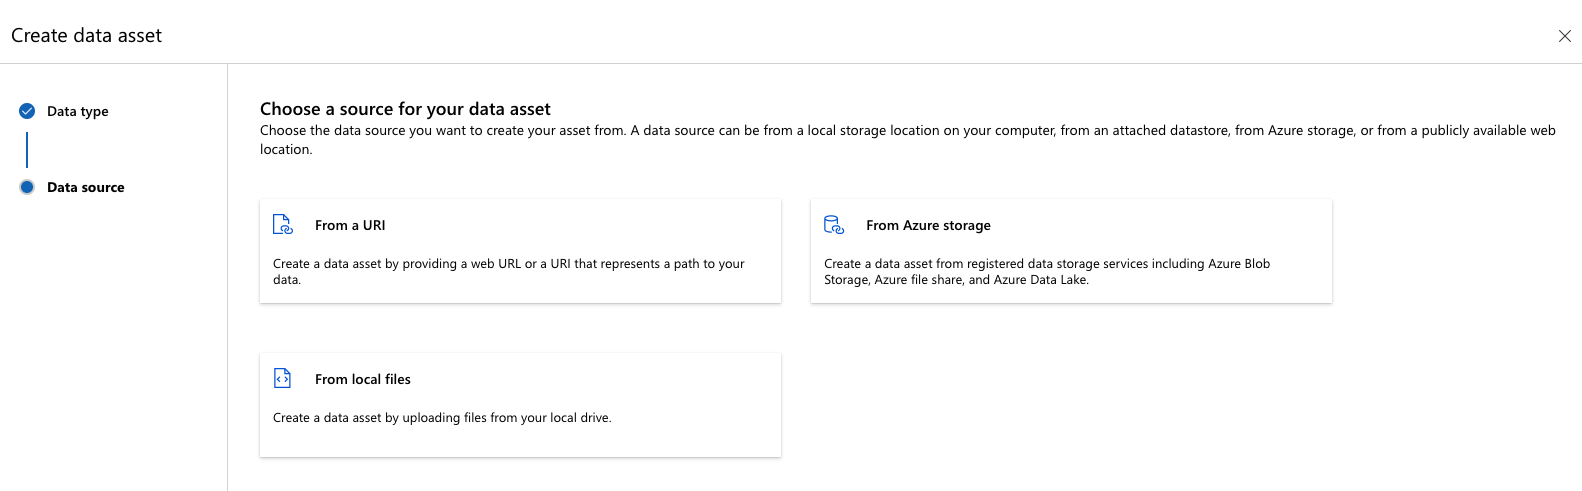 Create data asset
Data type
Data source
Choose a source for your data asset
Choose the data source you want to create your asset from. A data source can be from a local storage location on your computer, from an attached datastore, from Azure storage, or from a publicly available web
location.
From a URI
Create a data asset by providing a web URL or a URI that represents a path to your
data.
From Azure storage
Create a data asset from registered data storage services including Azure Blob
Storage, Azure file share, and Azure Data Lake.
From local files
Create a data asset by uploading files from your local drive.